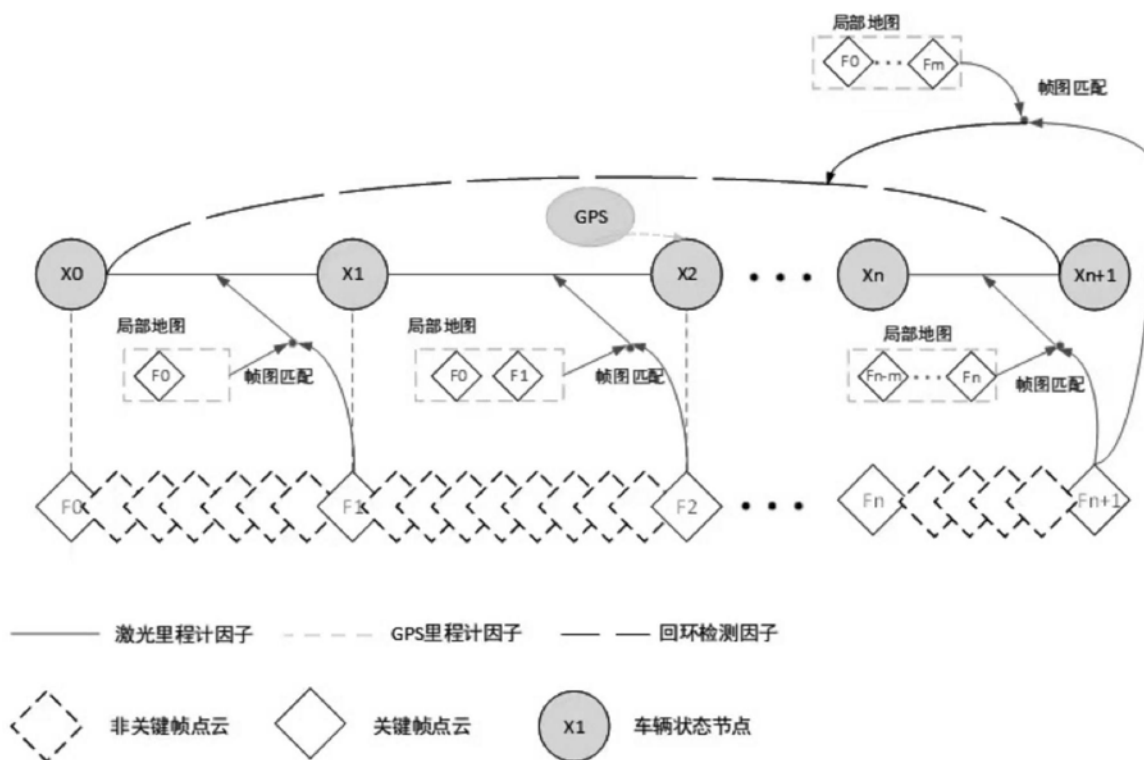 局部地图
F0 ··· Fm
帧图匹配
GPS
X0 X1 X2 ··· Xn Xn+1
局部地图
F0
帧图匹配
局部地图
F0 F1
帧图匹配
局部地图
Fn-m ···· Fn
帧图匹配
F0 F1 F2 ··· Fn Fn+1
激光里程计因子 GPS里程计因子 回环检测因子
非关键帧点云 关键帧点云 X1 车辆状态节点